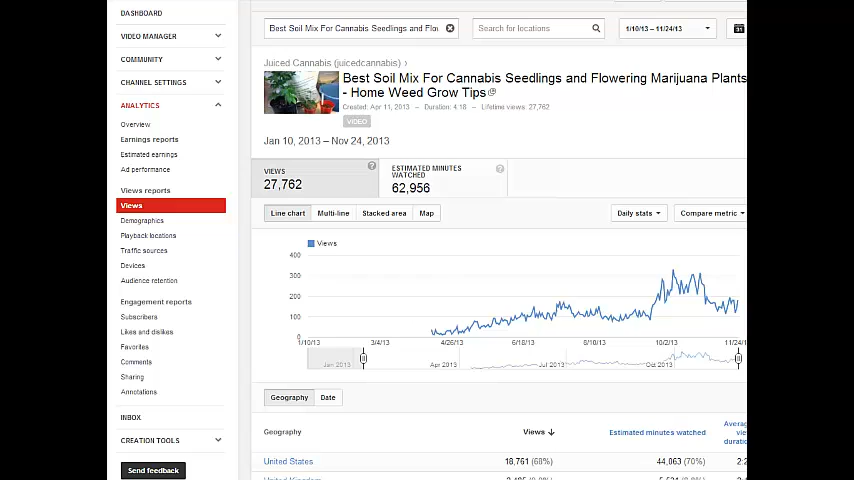 DASHBOARD
VIDEO MANAGER
COMMUNITY
CHANNEL SETTINGS
ANALYTICS
Overview
Earnings reports
Estimated earnings
Ad performance
Views reports
Views
Demographics
Playback locations
Traffic sources
Devices
Audience retention
Engagement reports
Subscribers
Likes and dislikes
Favorites
Comments
Sharing
Annotations
INBOX
CREATION TOOLS
Send feedback
Best Soil Mix For Cannabis Seedlings and Flo
Search for locations
1/10/13 – 11/24/13
31
Juiced Cannabis (juicedcannabis) ›
Best Soil Mix For Cannabis Seedlings and Flowering Marijuana Plants
- Home Weed Grow Tips
Created: Apr 11, 2013 – Duration: 4:18 – Lifetime views: 27,762
VIDEO
Jan 10, 2013 – Nov 24, 2013
VIEWS ?
27,762
ESTIMATED MINUTES WATCHED ?
62,956
Line chart Multi-line Stacked area Map Daily stats Compare metric
Views
400
300
200
100
0
1/10/13 3/4/13 4/26/13 6/18/13 8/10/13 10/2/13 11/24/1
Jan 2013 Apr 2013 Jul 2013 Oct 2013
Geography Date
Geography Views ↓ Estimated minutes watched
United States 18,761 (68%) 44,063 (70%)